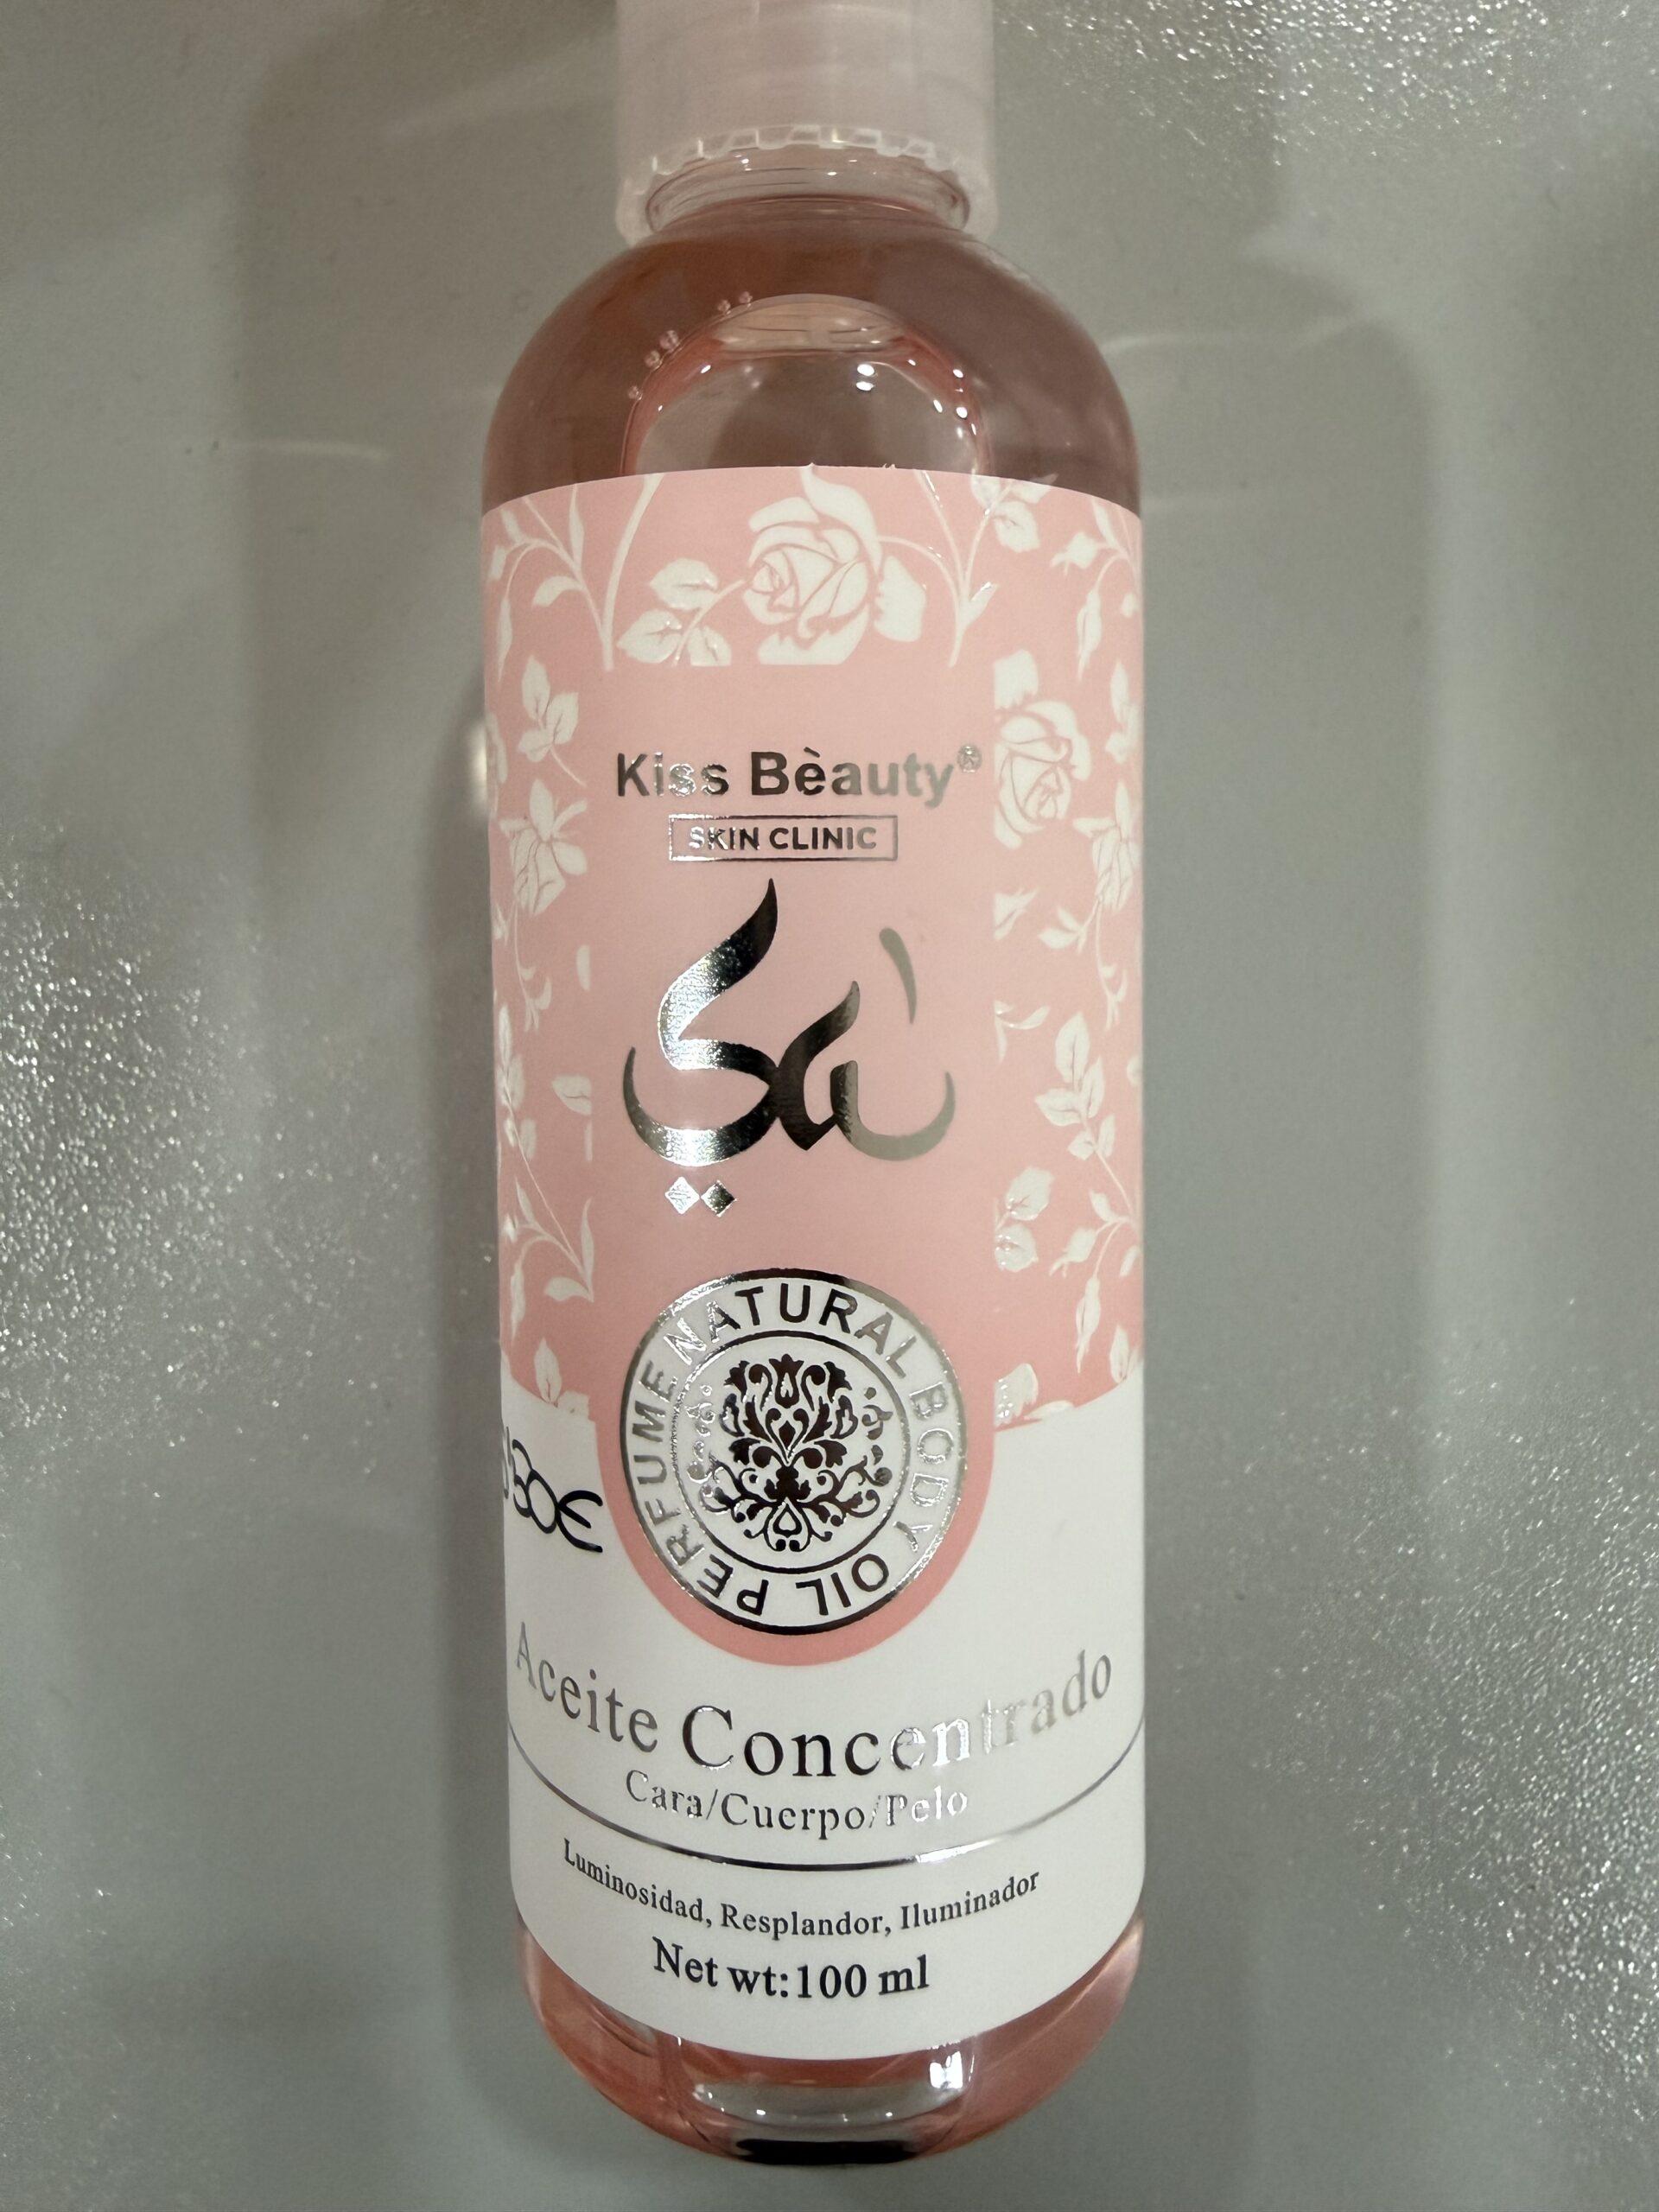 Kiss Bèauty®
SKIN CLINIC
NATURAL BODY OIL PERFUME
Aceite Concentrado
Cara/Cuerpo/Pelo
Luminosidad, Resplandor, Iluminador
Net wt:100 ml